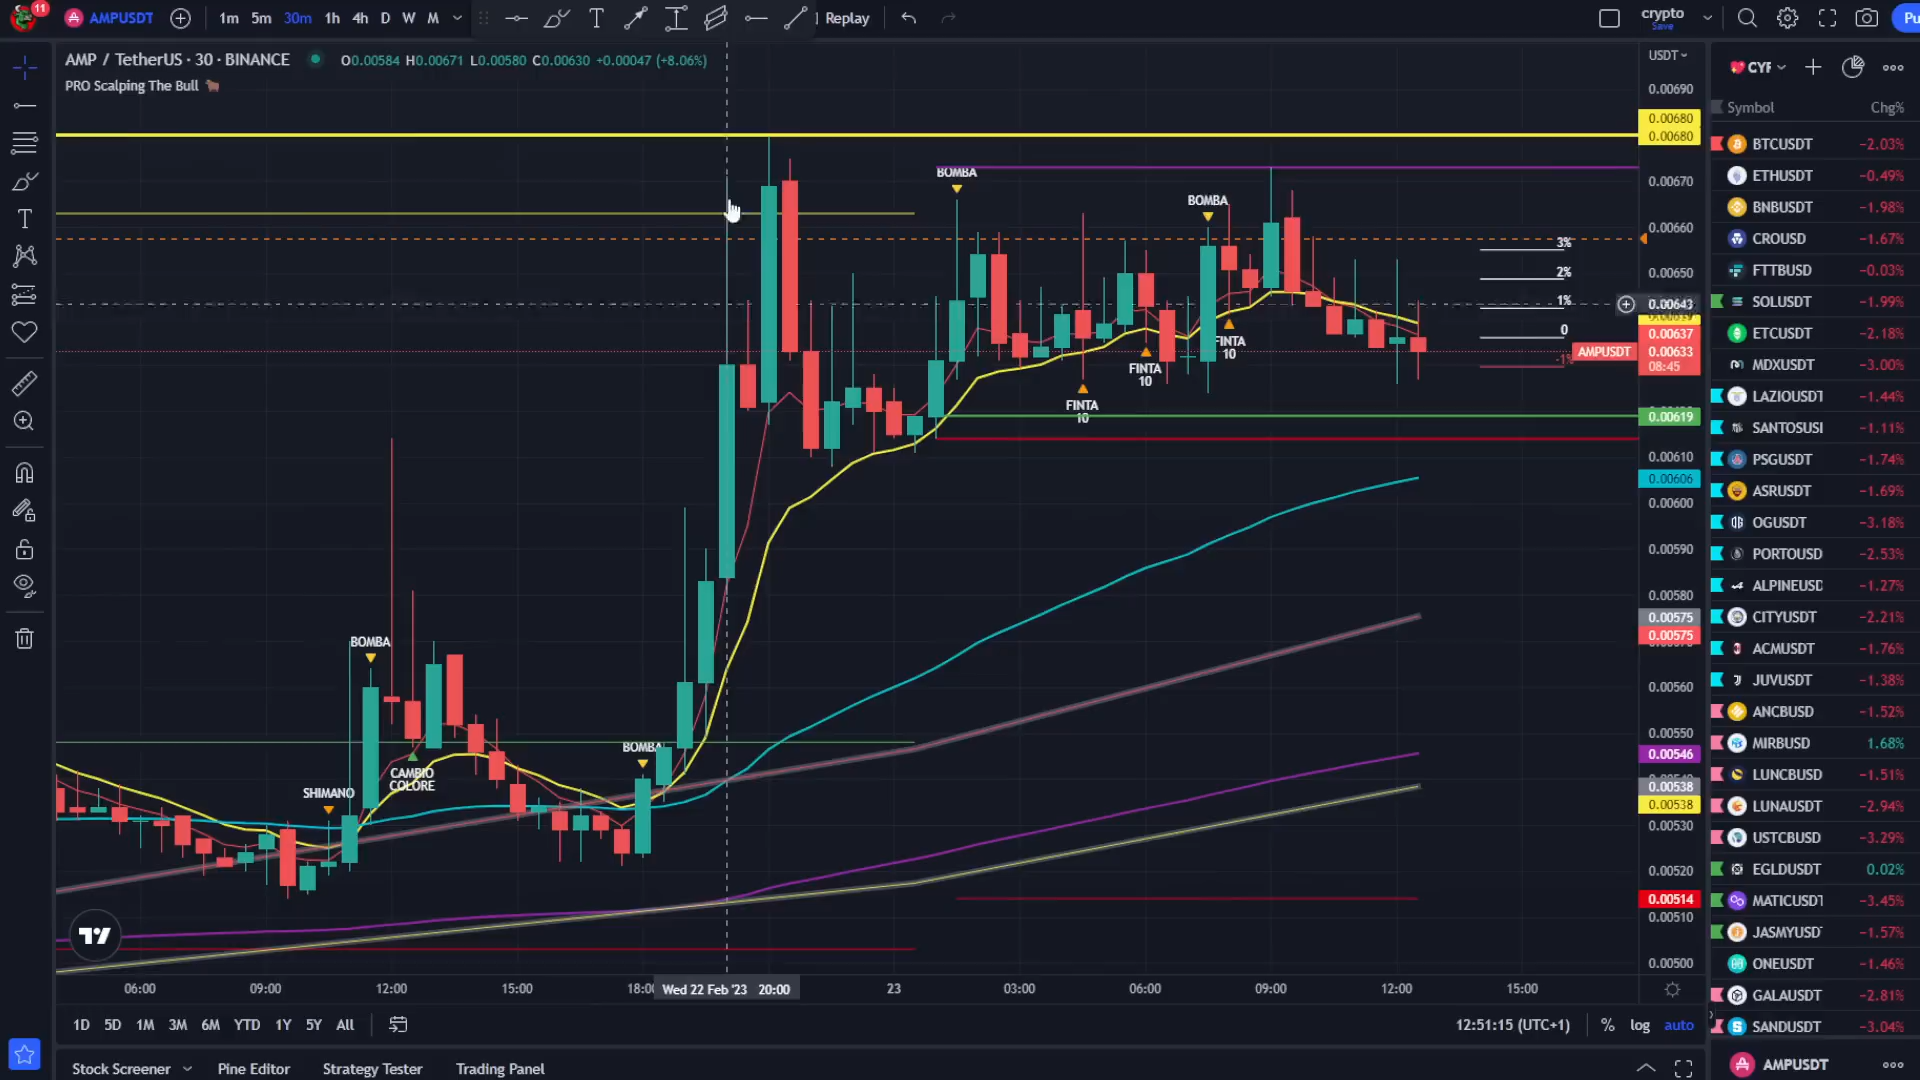 11
AMPUSDT
1m 5m 30m 1h 4h D W M
Replay
crypto
Save
Pu
AMP / TetherUS · 30 · BINANCE
O0.00584 H0.00671 L0.00580 C0.00630 +0.00047 (+8.06%)
PRO Scalping The Bull
USDT
0.00690
0.00680
0.00680
0.00670
0.00660
0.00650
0.00643
0.00637
AMPUSDT
0.00633
08:45
0.00619
0.00610
0.00606
0.00600
0.00590
0.00580
0.00575
0.00575
0.00560
0.00550
0.00546
0.00538
0.00538
0.00530
0.00520
0.00514
0.00510
0.00500
BOMBA
BOMBA
3%
2%
1%
0
-1%
FINTA
10
FINTA
10
FINTA
10
BOMBA
BOMBA
CAMBIO
COLORE
SHIMANO
06:00 09:00 12:00 15:00 18:00 Wed 22 Feb '23 20:00 23 03:00 06:00 09:00 12:00 15:00
1D 5D 1M 3M 6M YTD 1Y 5Y All
12:51:15 (UTC+1) % log auto
Stock Screener Pine Editor Strategy Tester Trading Panel
Symbol Chg%
BTCUSDT −2.03%
ETHUSDT −0.49%
BNBUSDT −1.98%
CROUSD −1.67%
FTTBUSD −0.03%
SOLUSDT −1.99%
ETCUSDT −2.18%
MDXUSDT −3.00%
LAZIOUSDT −1.44%
SANTOSUSI −1.11%
PSGUSDT −1.74%
ASRUSDT −1.69%
OGUSDT −3.18%
PORTOUSD −2.53%
ALPINEUSD −1.27%
CITYUSDT −2.21%
ACMUSDT −1.76%
JUVUSDT −1.38%
ANCBUSD −1.52%
MIRBUSD 1.68%
LUNCBUSD −1.51%
LUNAUSDT −2.94%
USTCBUSD −3.29%
EGLDUSDT 0.02%
MATICUSDT −3.45%
JASMYUSD −1.57%
ONEUSDT −1.46%
GALAUSDT −2.81%
SANDUSDT −3.04%
AMPUSDT